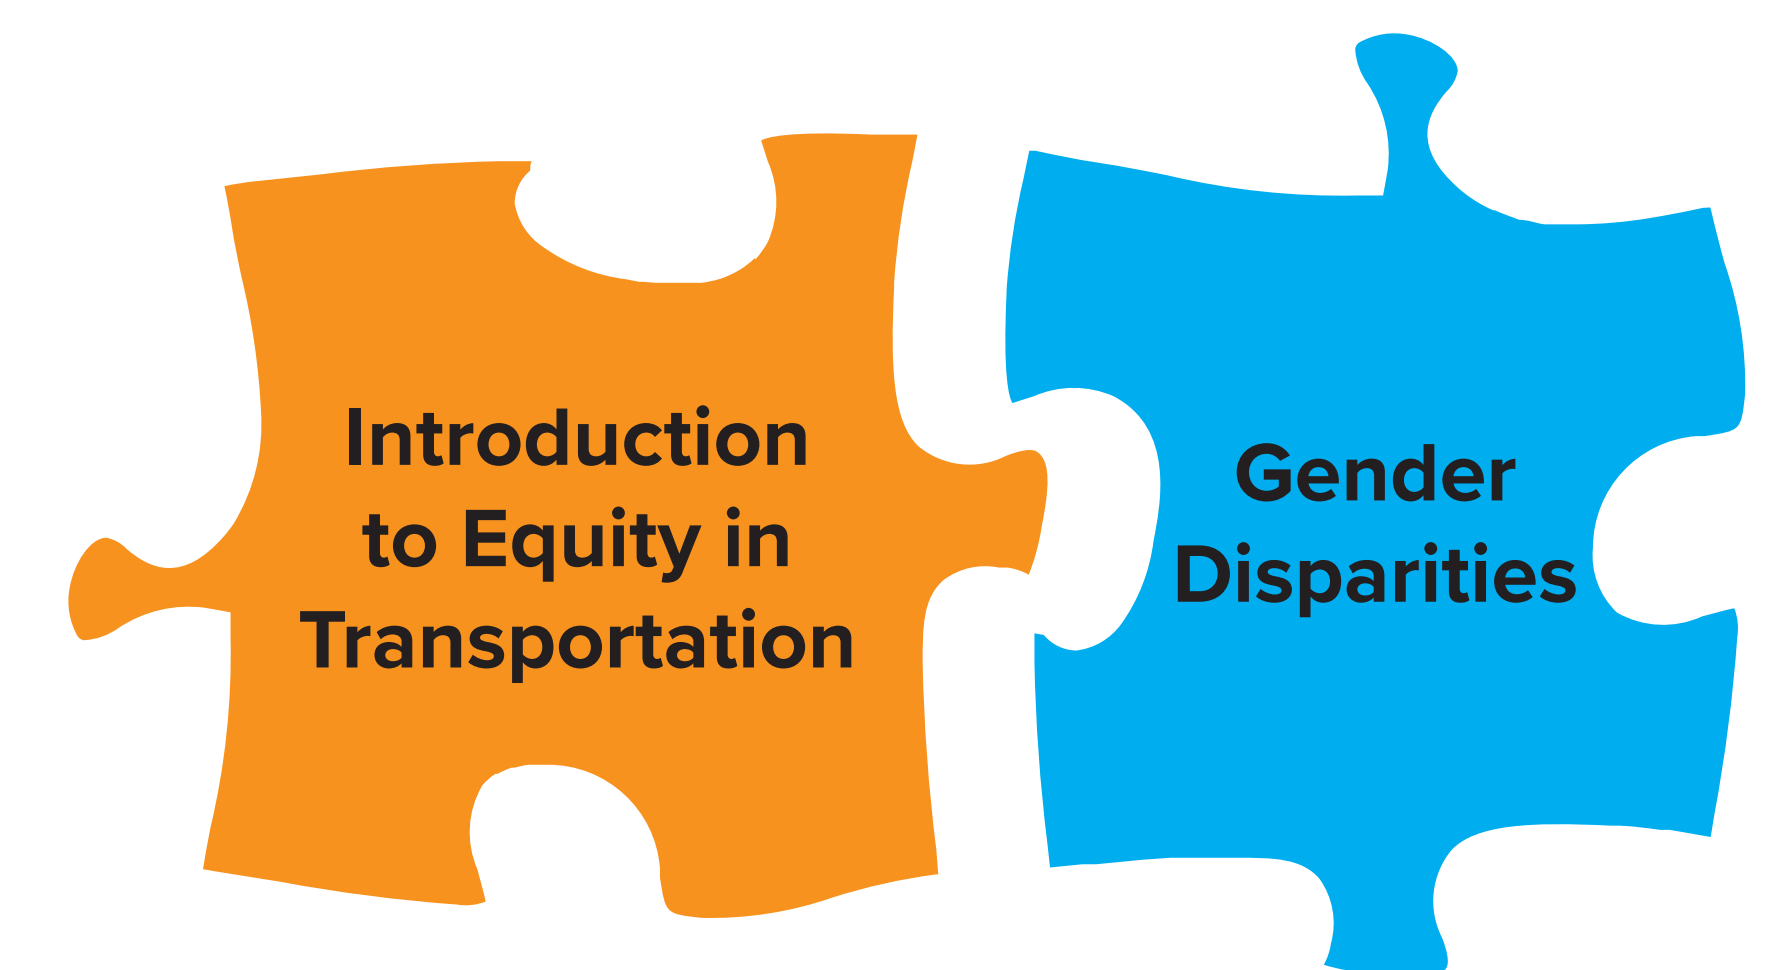 Introduction
to Equity in
Transportation
Gender
Disparities